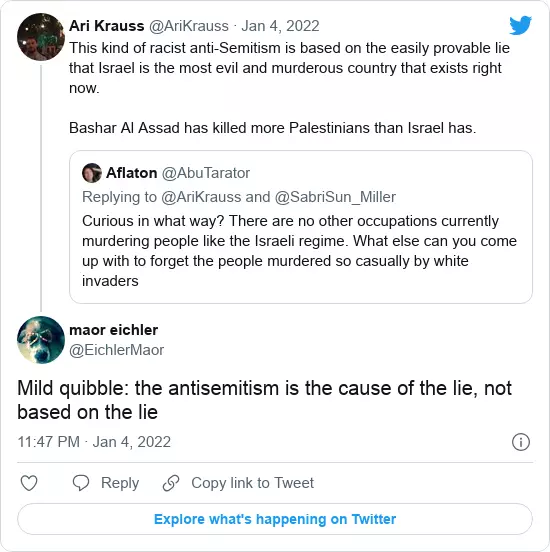 Ari Krauss @AriKrauss · Jan 4, 2022
This kind of racist anti-Semitism is based on the easily provable lie
that Israel is the most evil and murderous country that exists right
now.
Bashar Al Assad has killed more Palestinians than Israel has.
Aflaton @AbuTarator
Replying to @AriKrauss and @SabriSun_Miller
Curious in what way? There are no other occupations currently
murdering people like the Israeli regime. What else can you come
up with to forget the people murdered so casually by white
invaders
maor eichler
@EichlerMaor
Mild quibble: the antisemitism is the cause of the lie, not
based on the lie
11:47 PM · Jan 4, 2022
Reply
Copy link to Tweet
Explore what's happening on Twitter